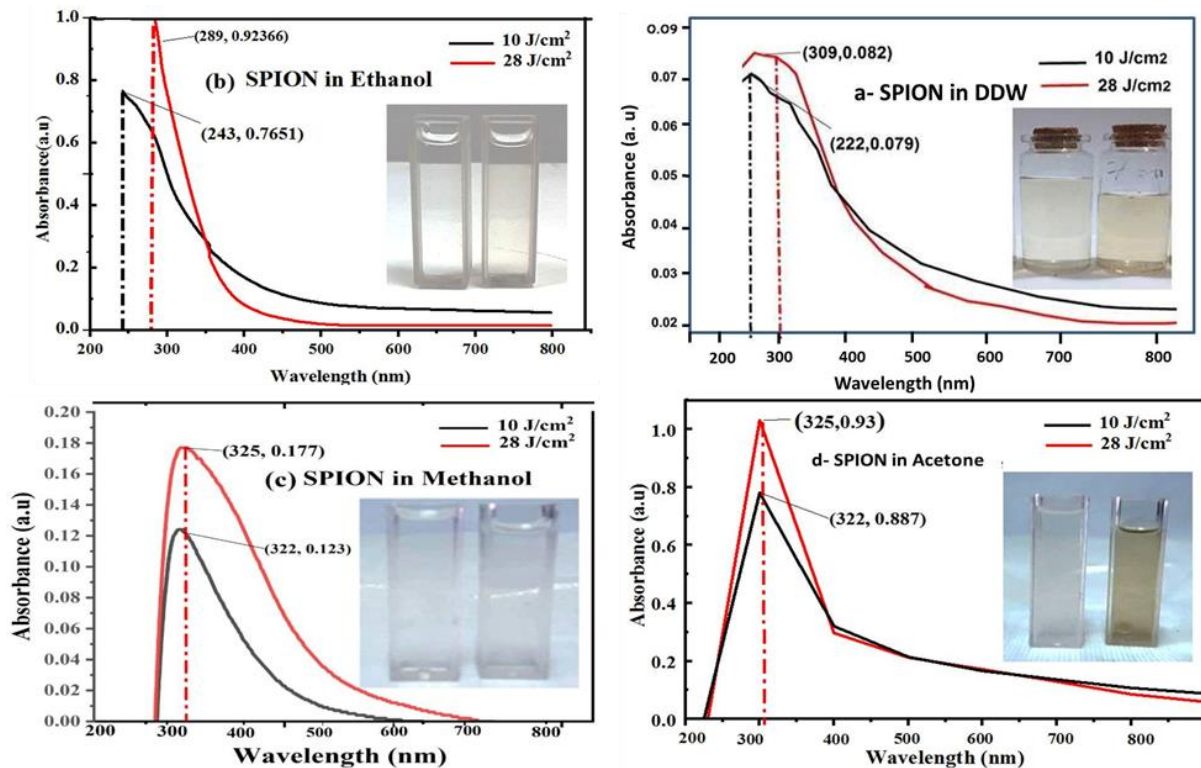 1.0
0.8
0.6
0.4
0.2
0.0
200 300 400 500 600 700 800
Absorbance(a.u)
Wavelength (nm)
(289, 0.92366)
10 J/cm²
28 J/cm²
(b) SPION in Ethanol
(243, 0.7651)
0.09
0.08
0.07
0.06
0.05
0.04
0.03
0.02
200 300 400 500 600 700 800
Absorbance (a. u)
Wavelength (nm)
(309,0.082)
10 J/cm2
28 J/cm2
a- SPION in DDW
(222,0.079)
0.20
0.18
0.16
0.14
0.12
0.10
0.08
0.06
0.04
0.02
0.00
200 300 400 500 600 700 800
Absorbance (a.u)
Wavelength (nm)
10 J/cm²
28 J/cm²
(325, 0.177)
(c) SPION in Methanol
(322, 0.123)
1.0
0.8
0.6
0.4
0.2
0.0
200 300 400 500 600 700 800
Absorbance (a.u)
Wavelength (nm)
(325,0.93)
10 J/cm²
28 J/cm²
d- SPION in Acetone
(322, 0.887)